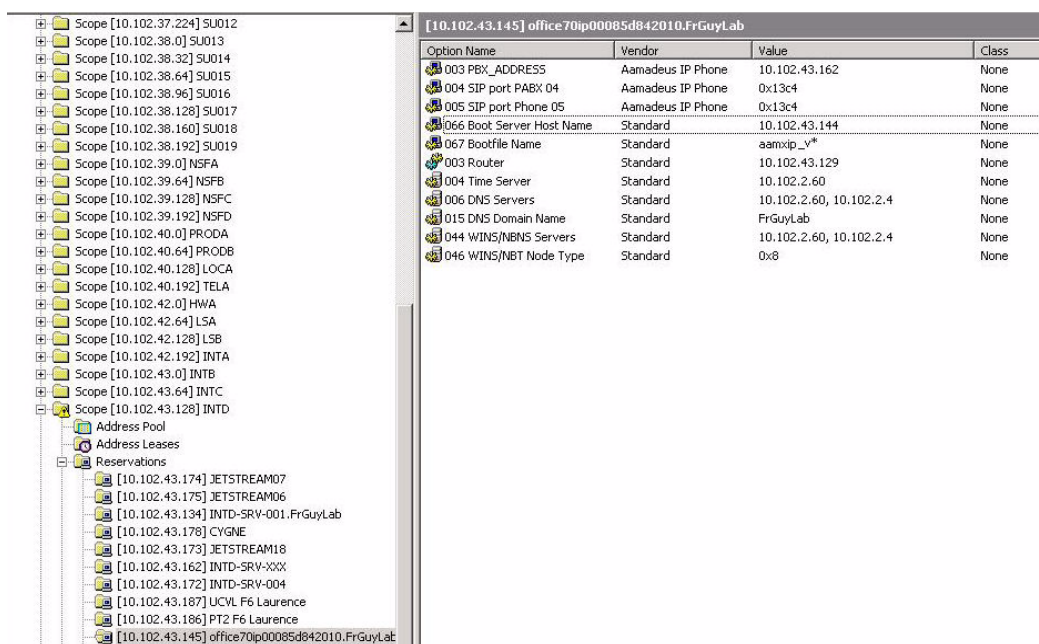 Scope [10.102.37.224] SU012
Scope [10.102.38.0] SU013
Scope [10.102.38.32] SU014
Scope [10.102.38.64] SU015
Scope [10.102.38.96] SU016
Scope [10.102.38.128] SU017
Scope [10.102.38.160] SU018
Scope [10.102.38.192] SU019
Scope [10.102.39.0] NSFA
Scope [10.102.39.64] NSFB
Scope [10.102.39.128] NSFC
Scope [10.102.39.192] NSFD
Scope [10.102.40.0] PRODA
Scope [10.102.40.64] PRODB
Scope [10.102.40.128] LOCA
Scope [10.102.40.192] TELA
Scope [10.102.42.0] HWA
Scope [10.102.42.64] LSA
Scope [10.102.42.128] LSB
Scope [10.102.42.192] INTA
Scope [10.102.43.0] INTB
Scope [10.102.43.64] INTC
Scope [10.102.43.128] INTD
Address Pool
Address Leases
Reservations
[10.102.43.174] JETSTREAM07
[10.102.43.175] JETSTREAM06
[10.102.43.134] INTD-SRV-001.FrGuyLab
[10.102.43.178] CYGNE
[10.102.43.173] JETSTREAM18
[10.102.43.162] INTD-SRV-XXX
[10.102.43.172] INTD-SRV-004
[10.102.43.187] UCVL F6 Laurence
[10.102.43.186] PT2 F6 Laurence
[10.102.43.145] office70ip00085d842010.FrGuyLab
[10.102.43.145] office70ip00085d842010.FrGuyLab
Option Name Vendor Value Class
003 PBX_ADDRESS Aamadeus IP Phone 10.102.43.162 None
004 SIP port PABX 04 Aamadeus IP Phone 0x13c4 None
005 SIP port Phone 05 Aamadeus IP Phone 0x13c4 None
066 Boot Server Host Name Standard 10.102.43.144 None
067 Bootfile Name Standard aamxip_v* None
003 Router Standard 10.102.43.129 None
004 Time Server Standard 10.102.2.60 None
006 DNS Servers Standard 10.102.2.60, 10.102.2.4 None
015 DNS Domain Name Standard FrGuyLab None
044 WINS/NBNS Servers Standard 10.102.2.60, 10.102.2.4 None
046 WINS/NBT Node Type Standard 0x8 None